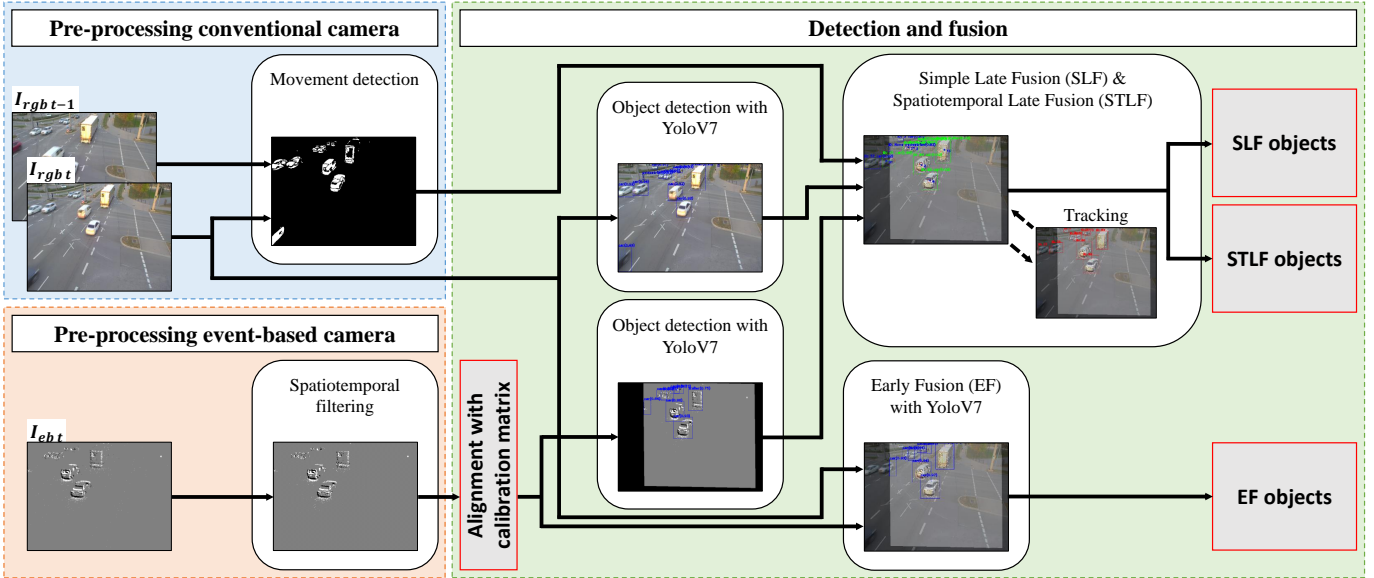 Pre-processing conventional camera
I_rgb t−1
I_rgb t
Movement detection
Pre-processing event-based camera
I_eb t
Spatiotemporal
filtering
Detection and fusion
Alignment with
calibration matrix
Object detection with
YoloV7
Object detection with
YoloV7
Simple Late Fusion (SLF) &
Spatiotemporal Late Fusion (STLF)
Tracking
Early Fusion (EF)
with YoloV7
SLF objects
STLF objects
EF objects